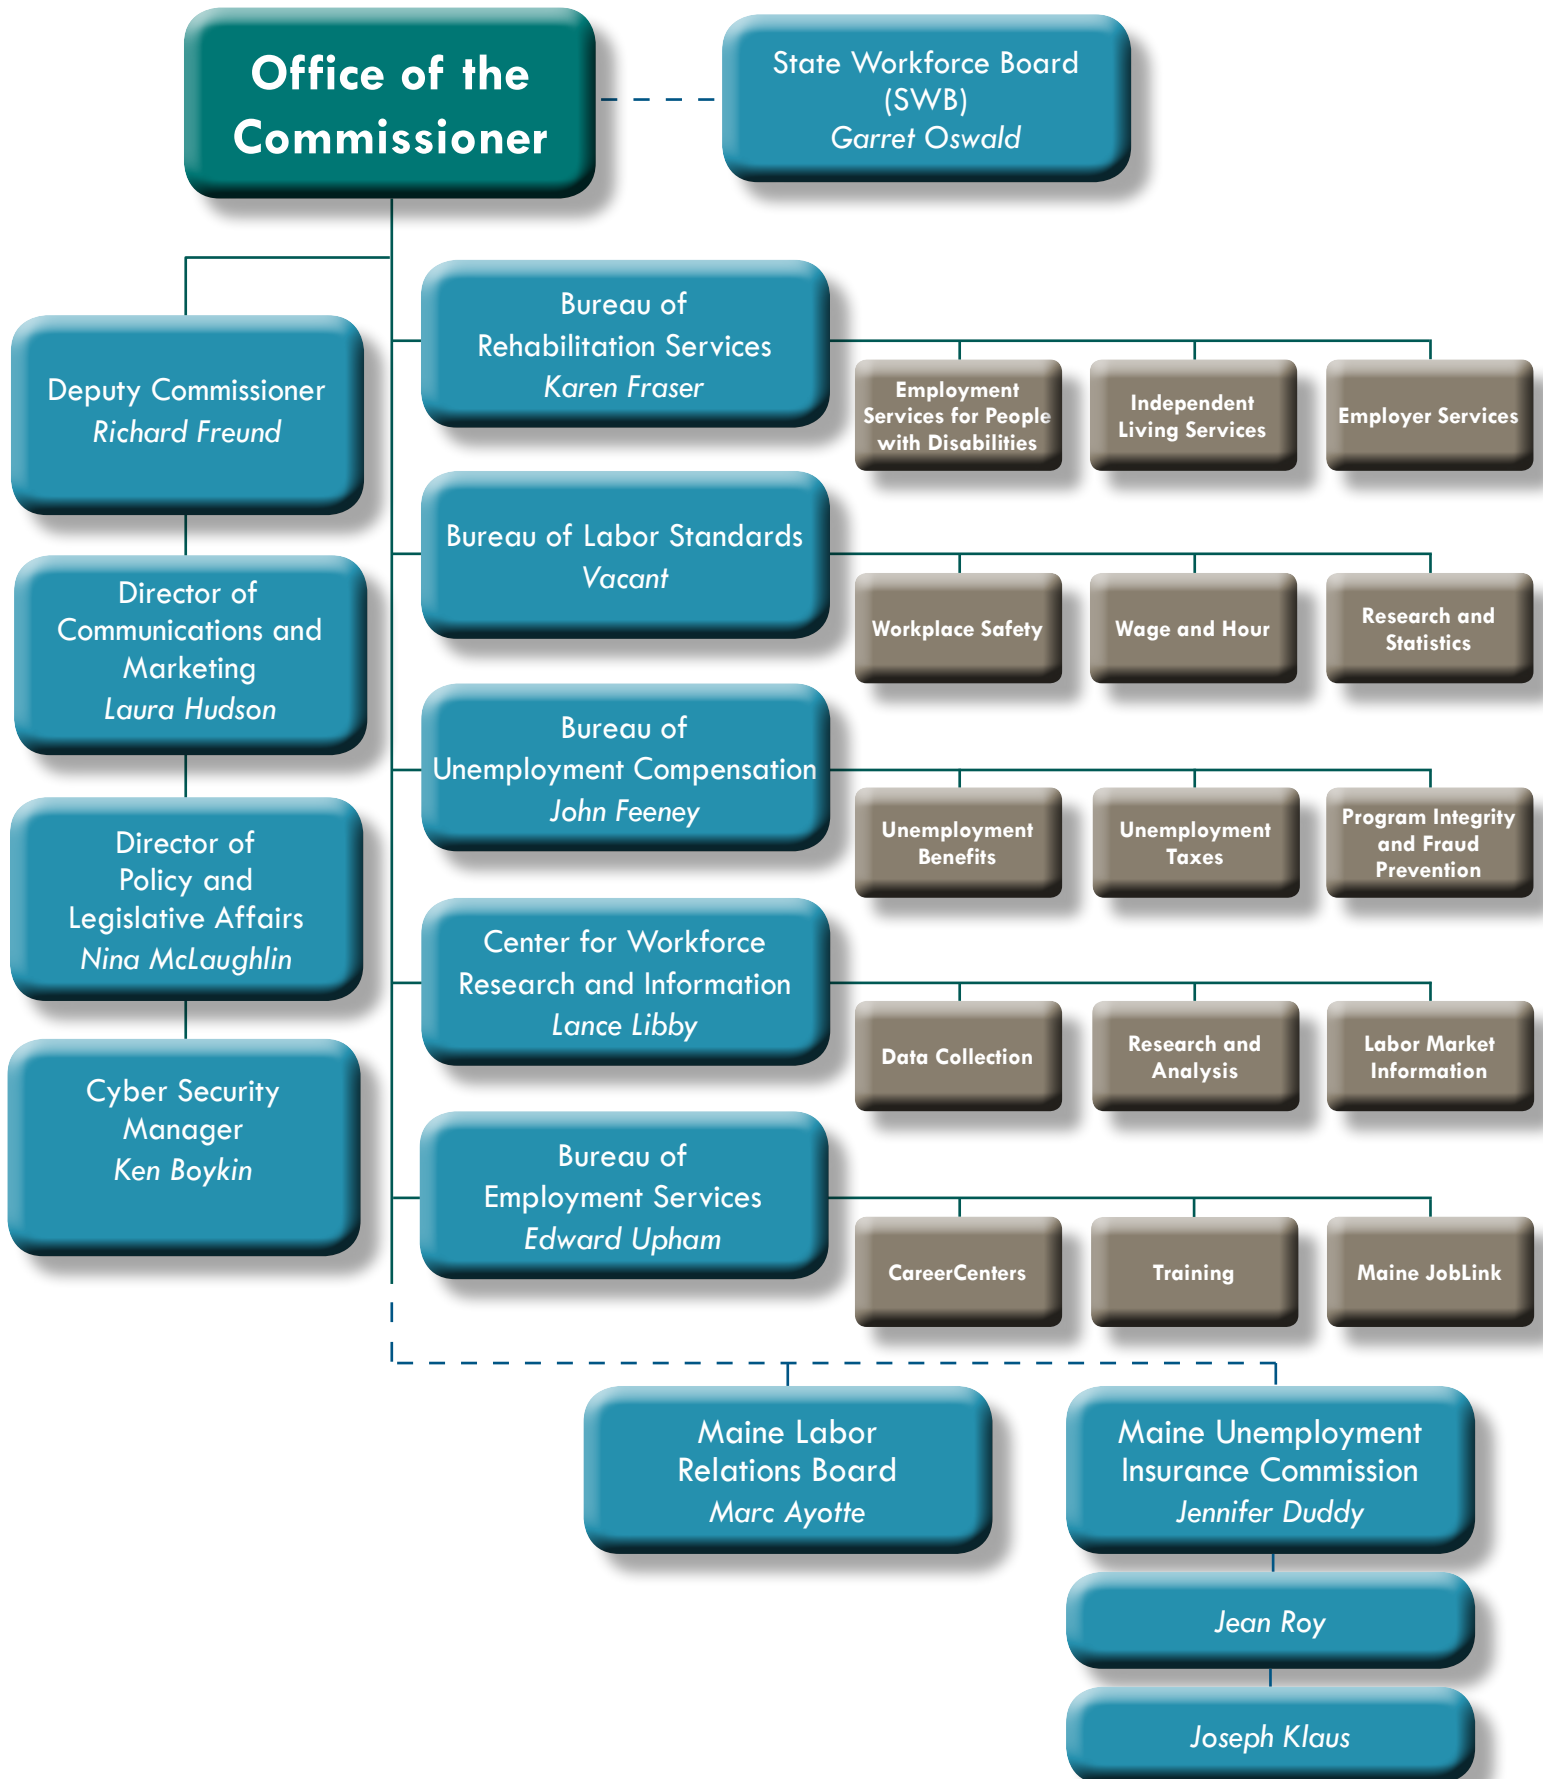 Office of the
Commissioner
State Workforce Board
(SWB)
Garret Oswald
Deputy Commissioner
Richard Freund
Director of
Communications and
Marketing
Laura Hudson
Director of
Policy and
Legislative Affairs
Nina McLaughlin
Cyber Security
Manager
Ken Boykin
Bureau of
Rehabilitation Services
Karen Fraser
Employment
Services for People
with Disabilities
Independent
Living Services
Employer Services
Bureau of Labor Standards
Vacant
Workplace Safety
Wage and Hour
Research and
Statistics
Bureau of
Unemployment Compensation
John Feeney
Unemployment
Benefits
Unemployment
Taxes
Program Integrity
and Fraud
Prevention
Center for Workforce
Research and Information
Lance Libby
Data Collection
Research and
Analysis
Labor Market
Information
Bureau of
Employment Services
Edward Upham
CareerCenters
Training
Maine JobLink
Maine Labor
Relations Board
Marc Ayotte
Maine Unemployment
Insurance Commission
Jennifer Duddy
Jean Roy
Joseph Klaus